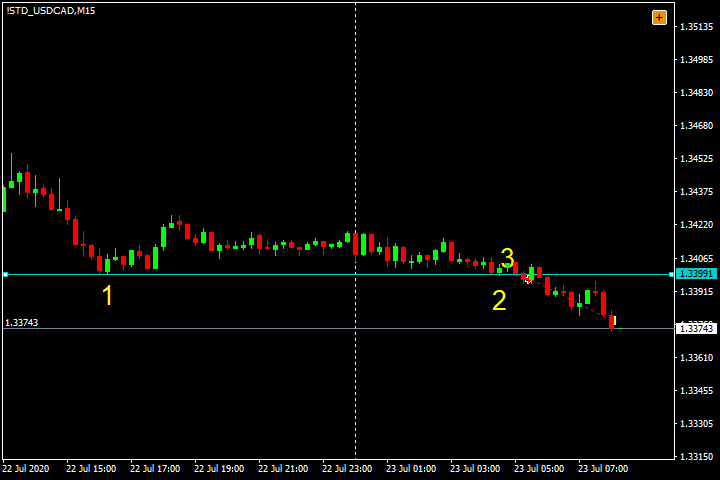 !STD_USDCAD,M15
+
1.35135
1.34985
1.34830
1.34680
1.34525
1.34375
1.34220
1.34065
1.33991
1.33915
1.33743
1.33743
1.33610
1.33455
1.33305
1.33150
3
1
2
22 Jul 2020
22 Jul 15:00
22 Jul 17:00
22 Jul 19:00
22 Jul 21:00
22 Jul 23:00
23 Jul 01:00
23 Jul 03:00
23 Jul 05:00
23 Jul 07:00